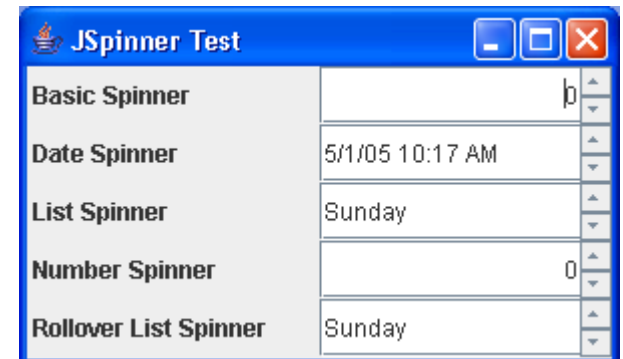 JSpinner Test
Basic Spinner 0
Date Spinner 5/1/05 10:17 AM
List Spinner Sunday
Number Spinner 0
Rollover List Spinner Sunday